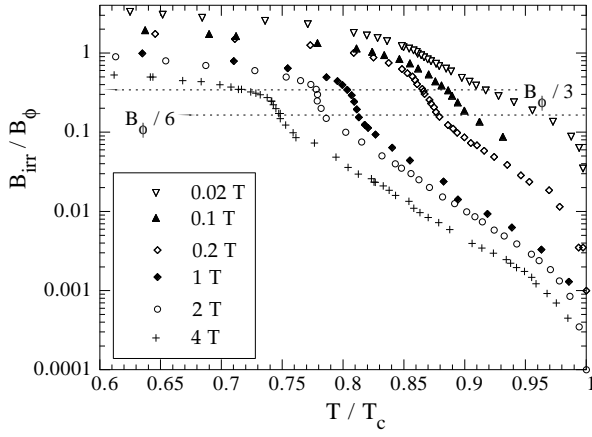 1
0.1
0.01
0.001
0.0001
B_irr / B_ϕ
B_ϕ / 3
B_ϕ / 6
0.02 T
0.1 T
0.2 T
1 T
2 T
4 T
0.6 0.65 0.7 0.75 0.8 0.85 0.9 0.95 1
T / T_c